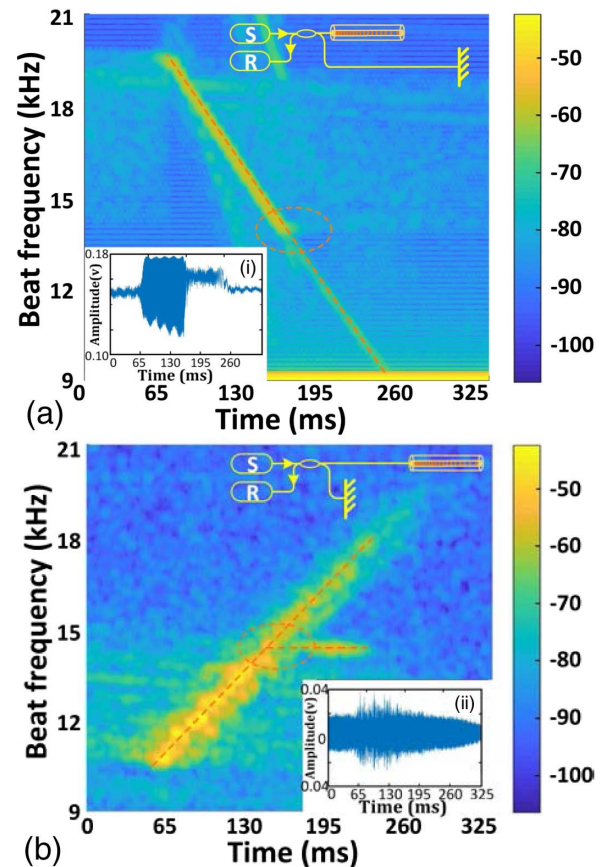 21
S
R
18
15
12
9
Beat frequency (kHz)
(i)
0.18
0.10
Amplitude(v)
0 65 130 195 260
Time (ms)
0 65 130 195 260 325
Time (ms)
-50
-60
-70
-80
-90
-100
(a)
21
S
R
18
15
12
9
Beat frequency (kHz)
(ii)
0.04
0
0.04
Amplitude(v)
0 65 130 195 260 325
Time (ms)
0 65 130 195 260 325
Time (ms)
-50
-60
-70
-80
-90
-100
(b)